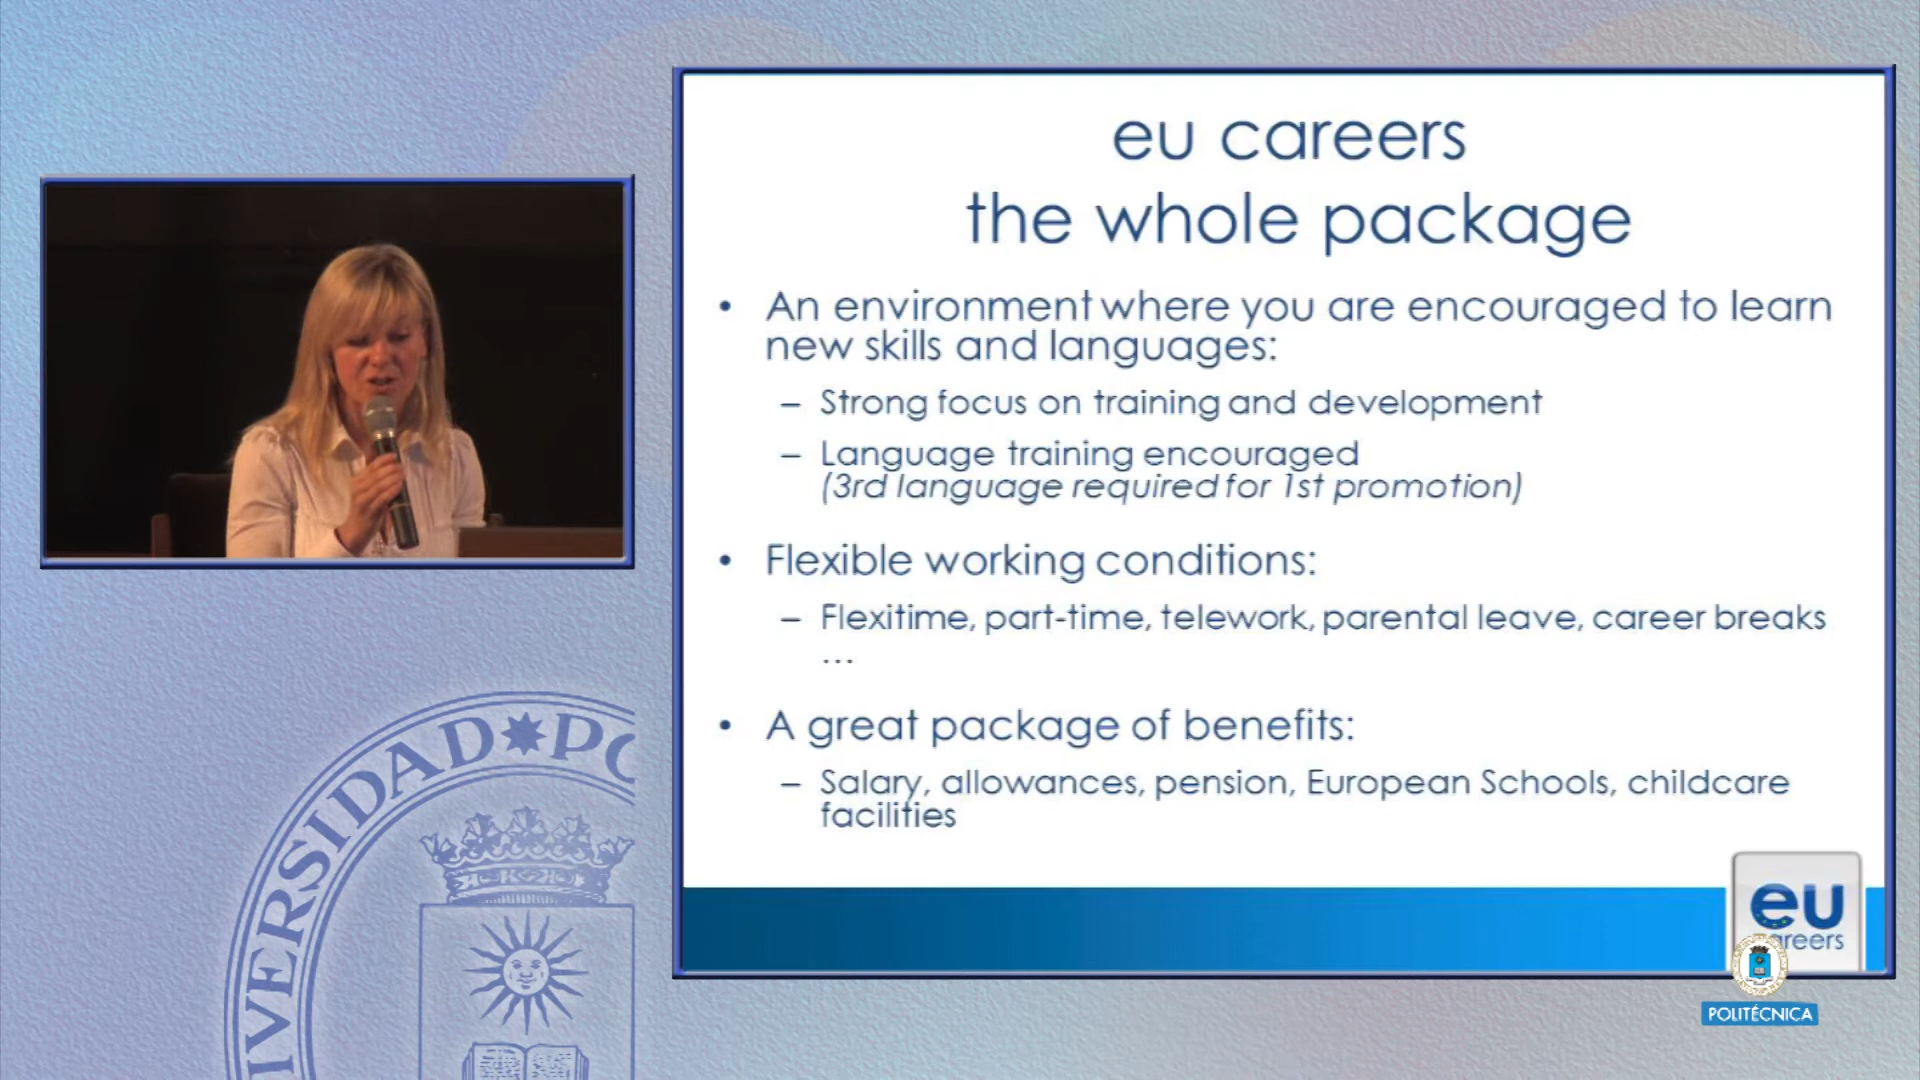 eu careers
the whole package
• An environment where you are encouraged to learn
new skills and languages:
– Strong focus on training and development
– Language training encouraged
(3rd language required for 1st promotion)
• Flexible working conditions:
– Flexitime, part-time, telework, parental leave, career breaks
...
• A great package of benefits:
– Salary, allowances, pension, European Schools, childcare
facilities
eu
careers
POLITÉCNICA
VERSIDAD PO